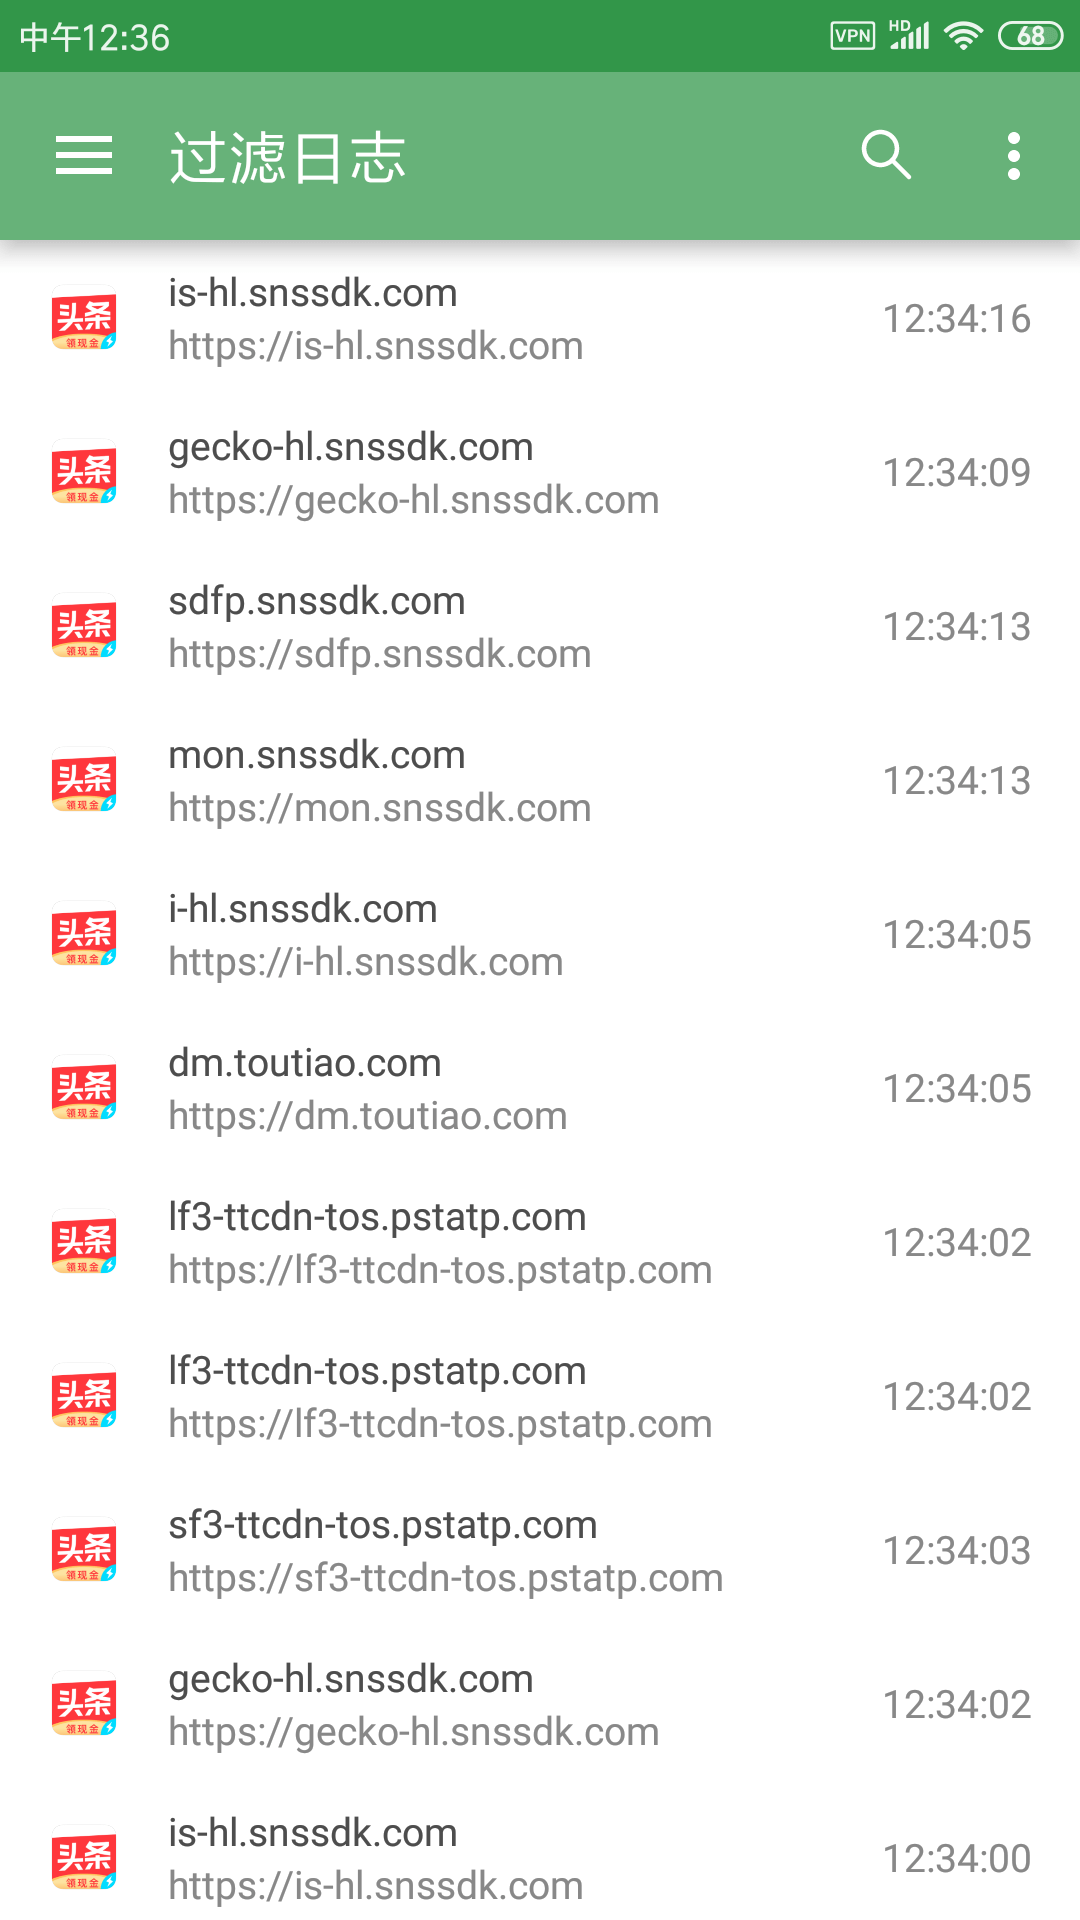 中午12:36
VPN
HD
68
过滤日志
头条
领现金
is-hl.snssdk.com
https://is-hl.snssdk.com
12:34:16
头条
领现金
gecko-hl.snssdk.com
https://gecko-hl.snssdk.com
12:34:09
头条
领现金
sdfp.snssdk.com
https://sdfp.snssdk.com
12:34:13
头条
领现金
mon.snssdk.com
https://mon.snssdk.com
12:34:13
头条
领现金
i-hl.snssdk.com
https://i-hl.snssdk.com
12:34:05
头条
领现金
dm.toutiao.com
https://dm.toutiao.com
12:34:05
头条
领现金
lf3-ttcdn-tos.pstatp.com
https://lf3-ttcdn-tos.pstatp.com
12:34:02
头条
领现金
lf3-ttcdn-tos.pstatp.com
https://lf3-ttcdn-tos.pstatp.com
12:34:02
头条
领现金
sf3-ttcdn-tos.pstatp.com
https://sf3-ttcdn-tos.pstatp.com
12:34:03
头条
领现金
gecko-hl.snssdk.com
https://gecko-hl.snssdk.com
12:34:02
头条
领现金
is-hl.snssdk.com
https://is-hl.snssdk.com
12:34:00